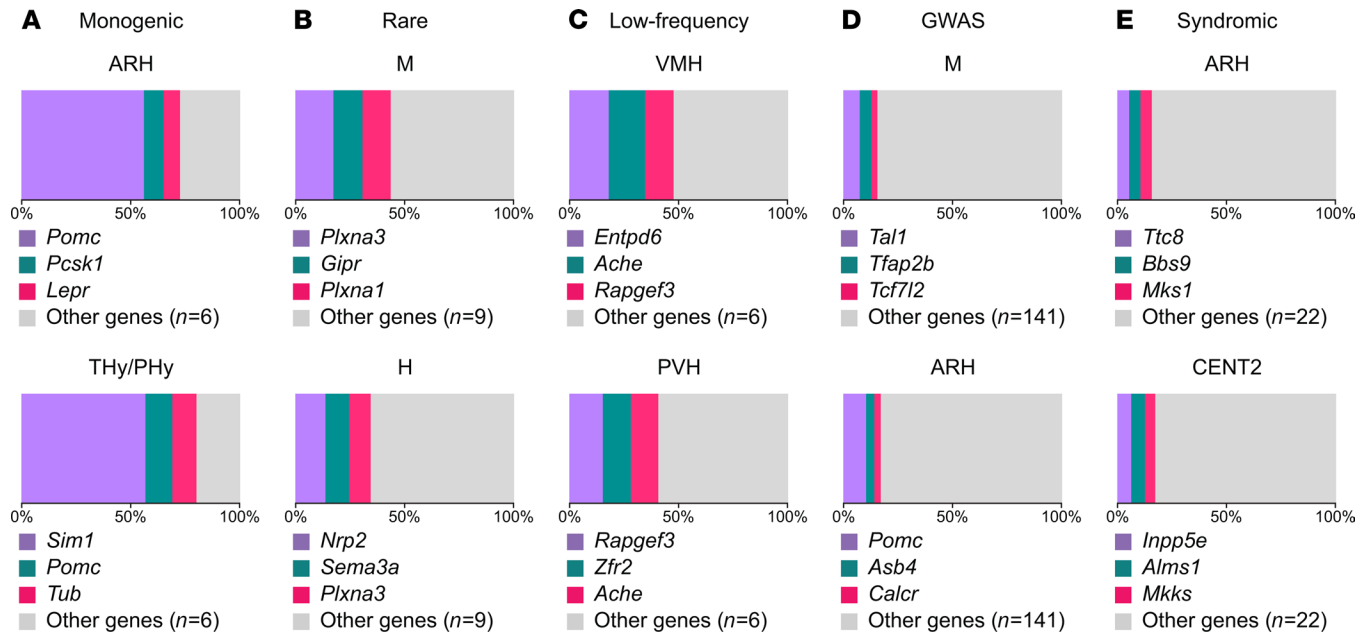 A Monogenic
ARH
0% 50% 100%
Pomc
Pcsk1
Lepr
Other genes (n=6)
THy/PHy
0% 50% 100%
Sim1
Pomc
Tub
Other genes (n=6)
B Rare
M
0% 50% 100%
Plxna3
Gipr
Plxna1
Other genes (n=9)
H
0% 50% 100%
Nrp2
Sema3a
Plxna3
Other genes (n=9)
C Low-frequency
VMH
0% 50% 100%
Entpd6
Ache
Rapgef3
Other genes (n=6)
PVH
0% 50% 100%
Rapgef3
Zfr2
Ache
Other genes (n=6)
D GWAS
M
0% 50% 100%
Tal1
Tfap2b
Tcf7l2
Other genes (n=141)
ARH
0% 50% 100%
Pomc
Asb4
Calcr
Other genes (n=141)
E Syndromic
ARH
0% 50% 100%
Ttc8
Bbs9
Mks1
Other genes (n=22)
CENT2
0% 50% 100%
Inpp5e
Alms1
Mkks
Other genes (n=22)